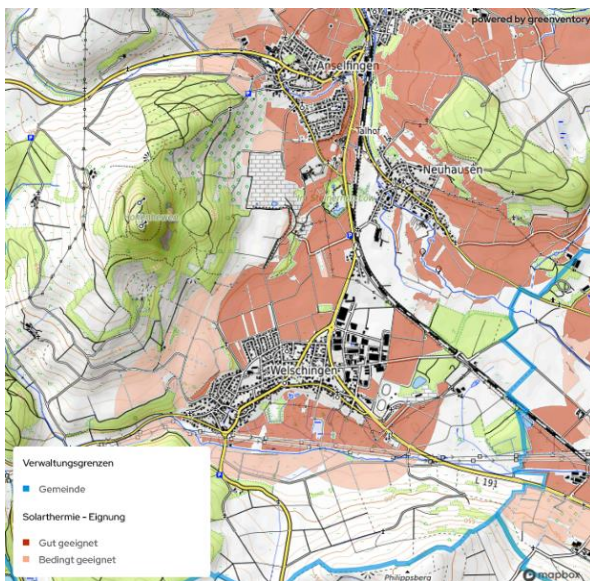 powered by greenventory
Anselfingen
Talhof
Neuhausen
Welschingen
Verwaltungsgrenzen
Gemeinde
Solarthermie - Eignung
Gut geeignet
Bedingt geeignet
L 191
Philippsberg
mapbox